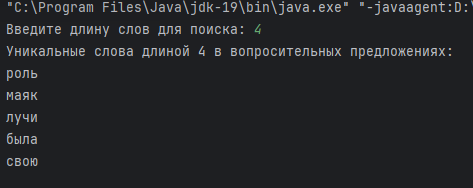 "C:\Program Files\Java\jdk-19\bin\java.exe" "-javaagent:D:\
Введите длину слов для поиска: 4
Уникальные слова длиной 4 в вопросительных предложениях:
роль
маяк
лучи
была
свою